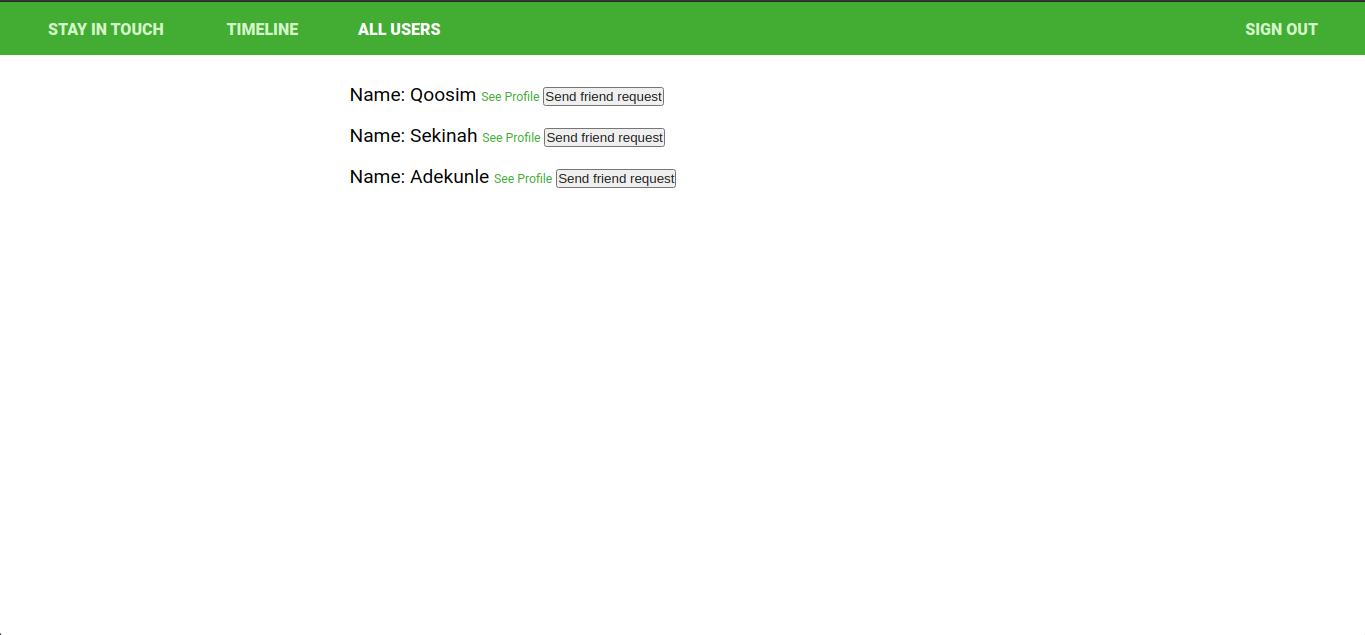 STAY IN TOUCH TIMELINE ALL USERS SIGN OUT
Name: Qoosim See Profile Send friend request
Name: Sekinah See Profile Send friend request
Name: Adekunle See Profile Send friend request